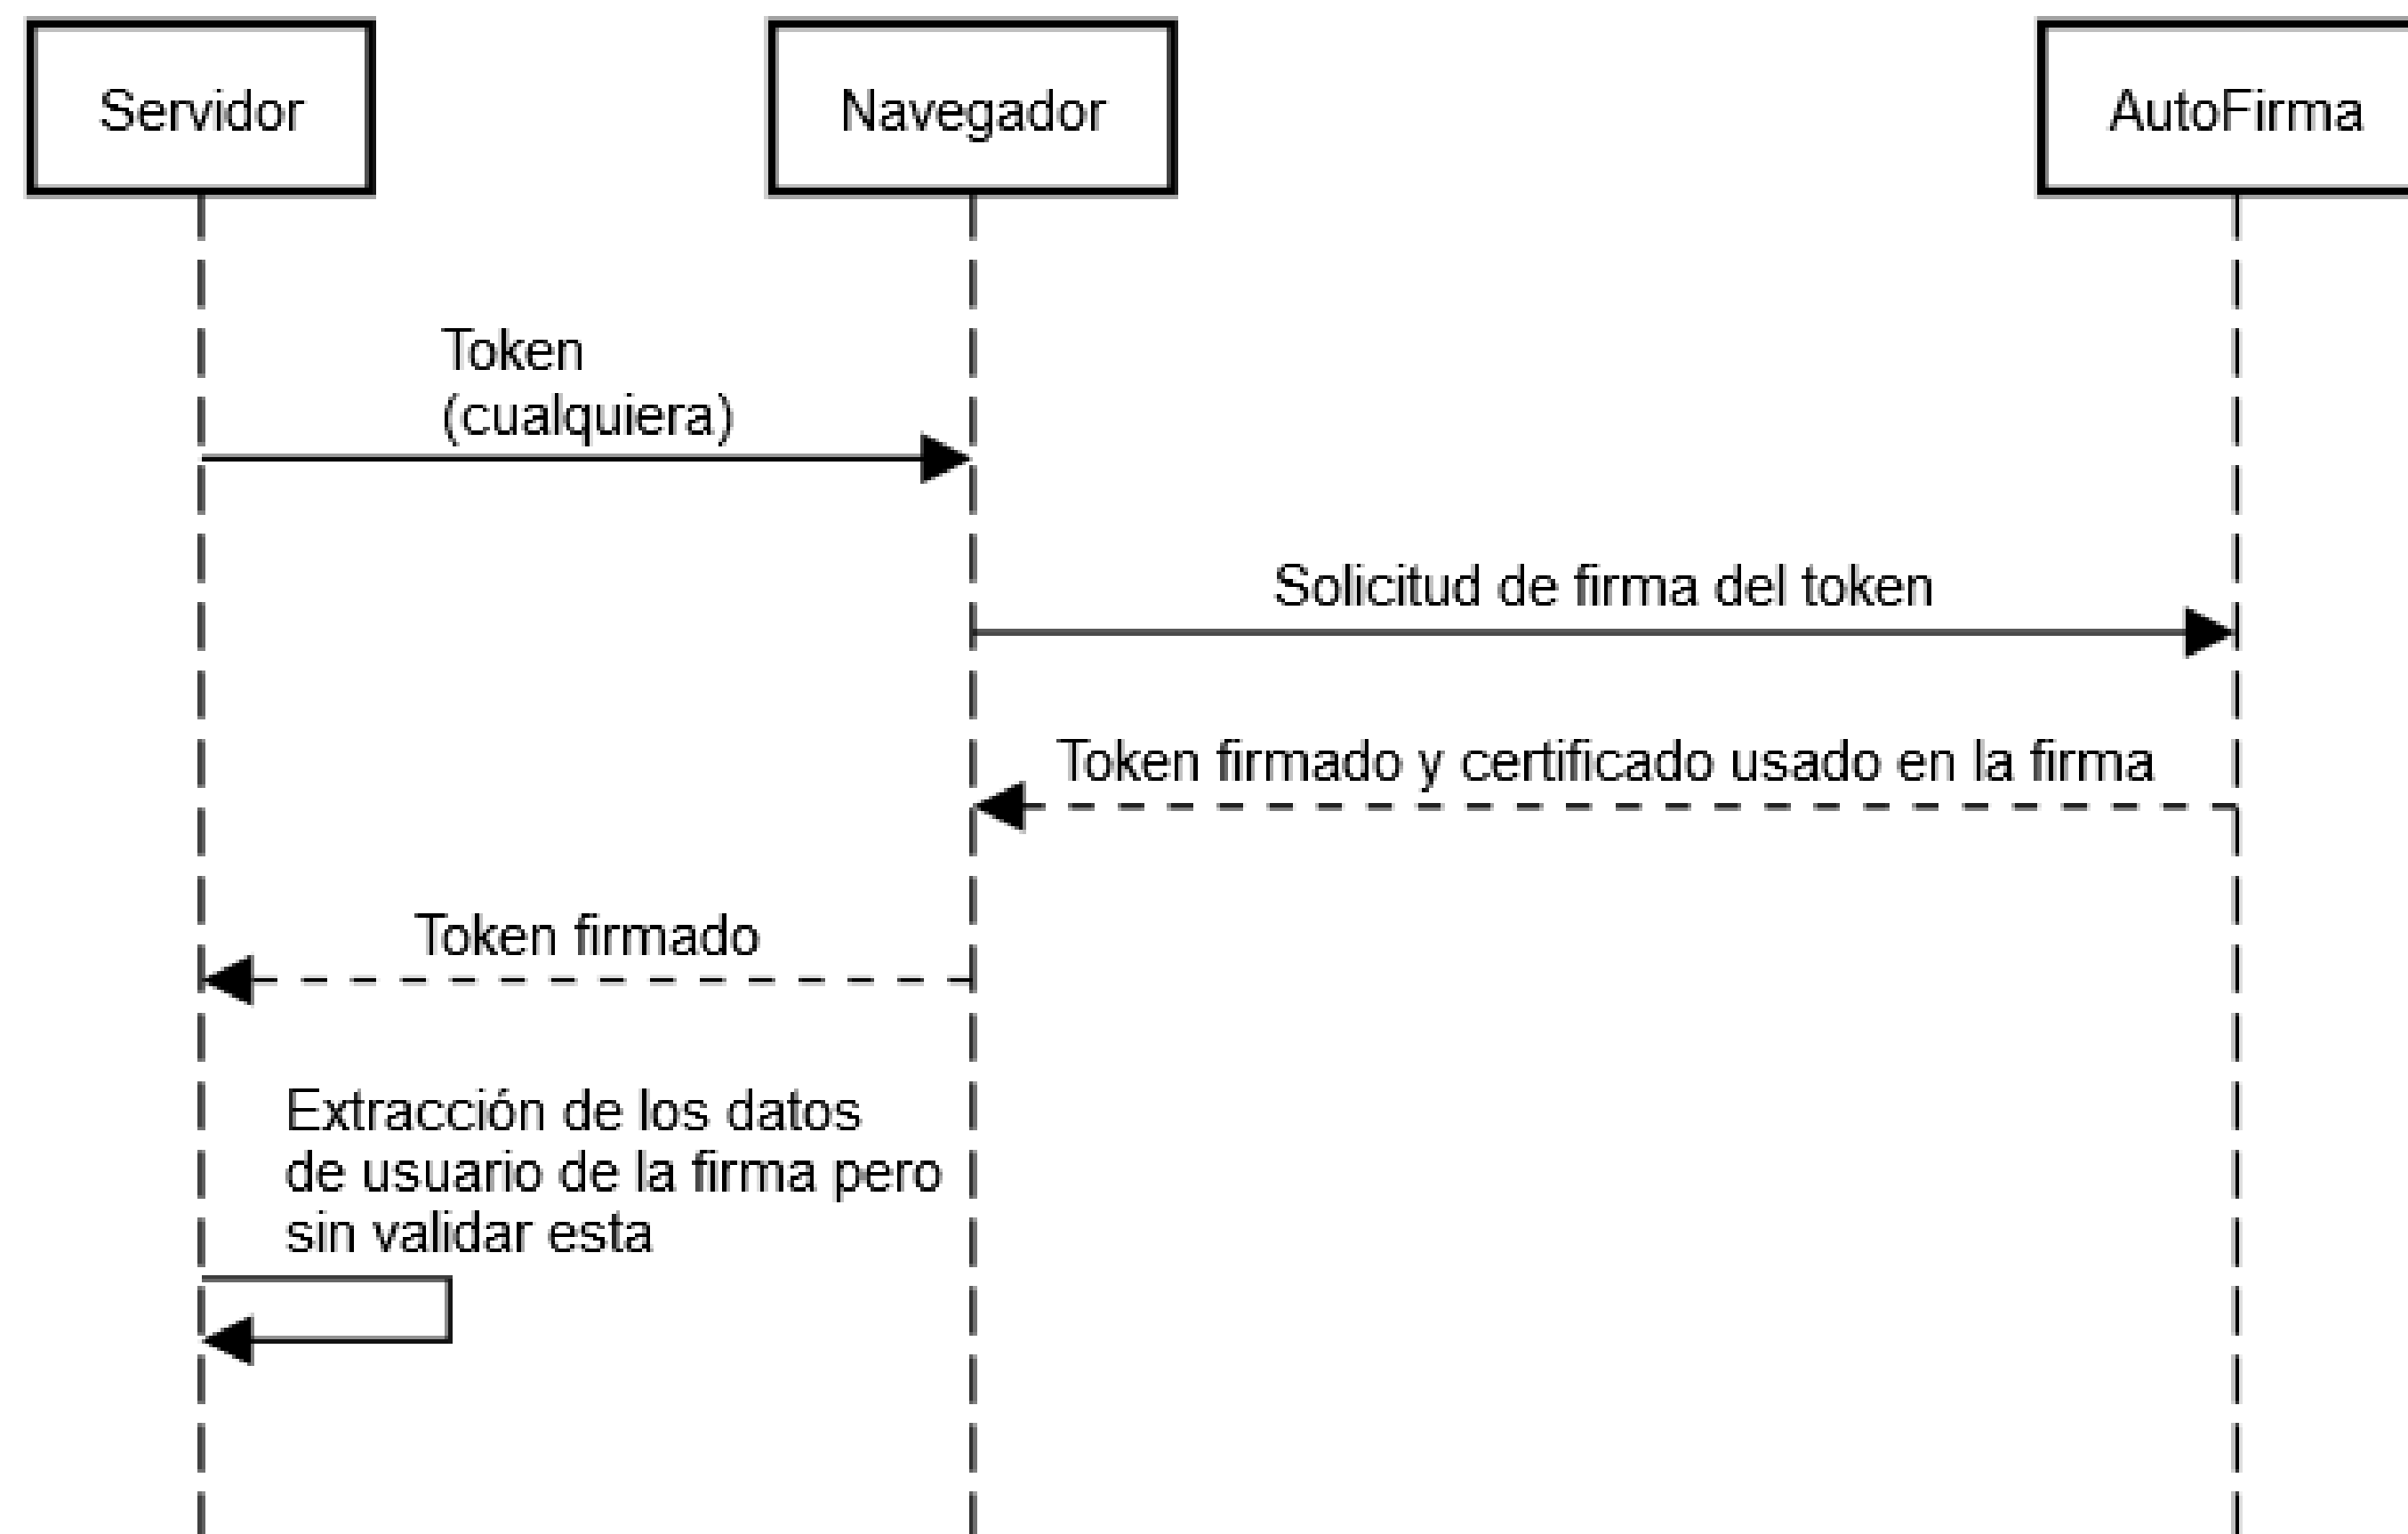 Servidor
Navegador
AutoFirma
Token
(cualquiera)
Solicitud de firma del token
Token firmado y certificado usado en la firma
Token firmado
Extracción de los datos
de usuario de la firma pero
sin validar esta